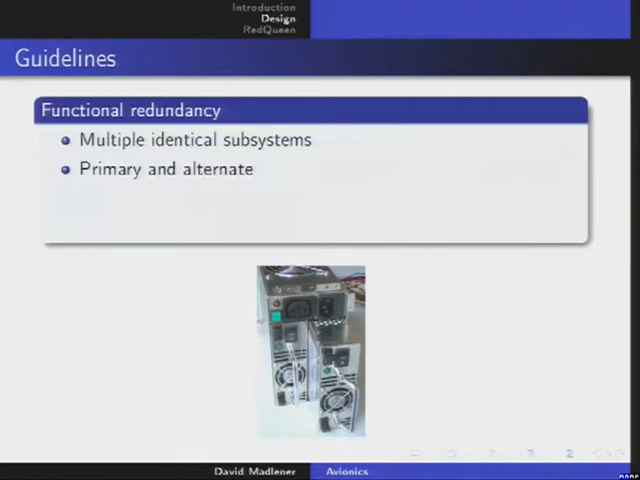 Introduction
Design
RedQueen
Guidelines
Functional redundancy
Multiple identical subsystems
Primary and alternate
David Madlener
Avionics